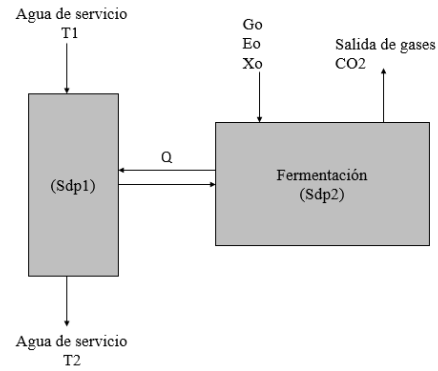 Agua de servicio
T1
Go
Eo
Xo
Salida de gases
CO2
Q
(Sdp1)
Fermentación
(Sdp2)
Agua de servicio
T2